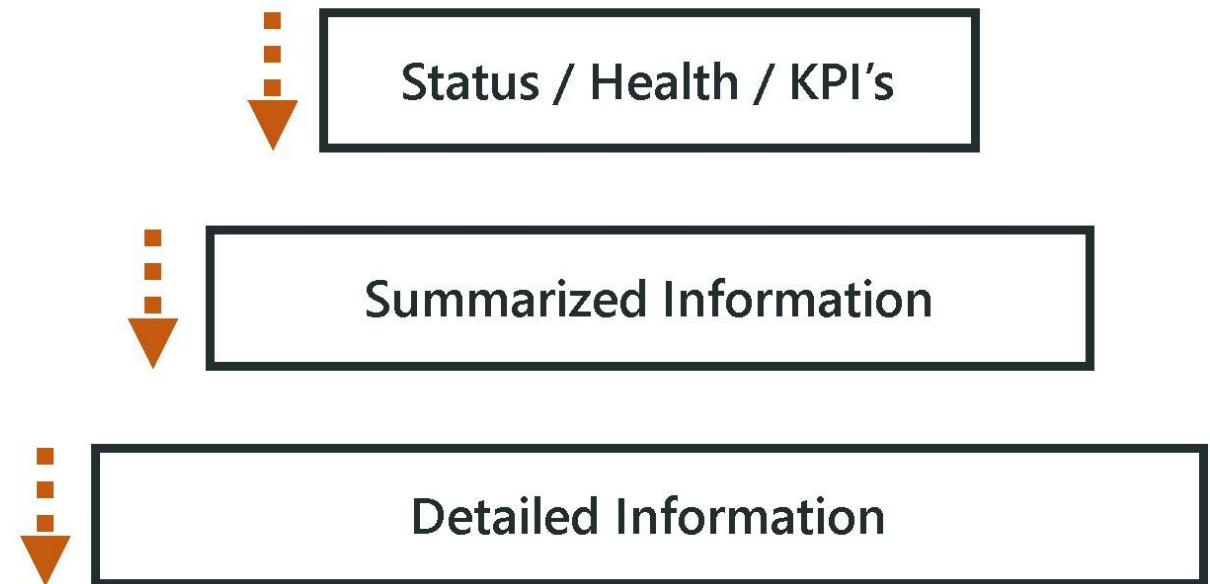 Status / Health / KPI’s
Summarized Information
Detailed Information